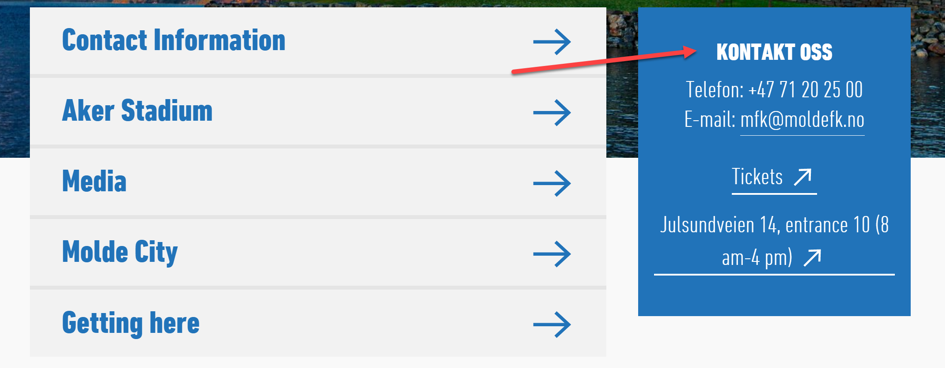 Contact Information
Aker Stadium
Media
Molde City
Getting here
KONTAKT OSS
Telefon: +47 71 20 25 00
E-mail: mfk@moldefk.no
Tickets
Julsundveien 14, entrance 10 (8
am-4 pm)